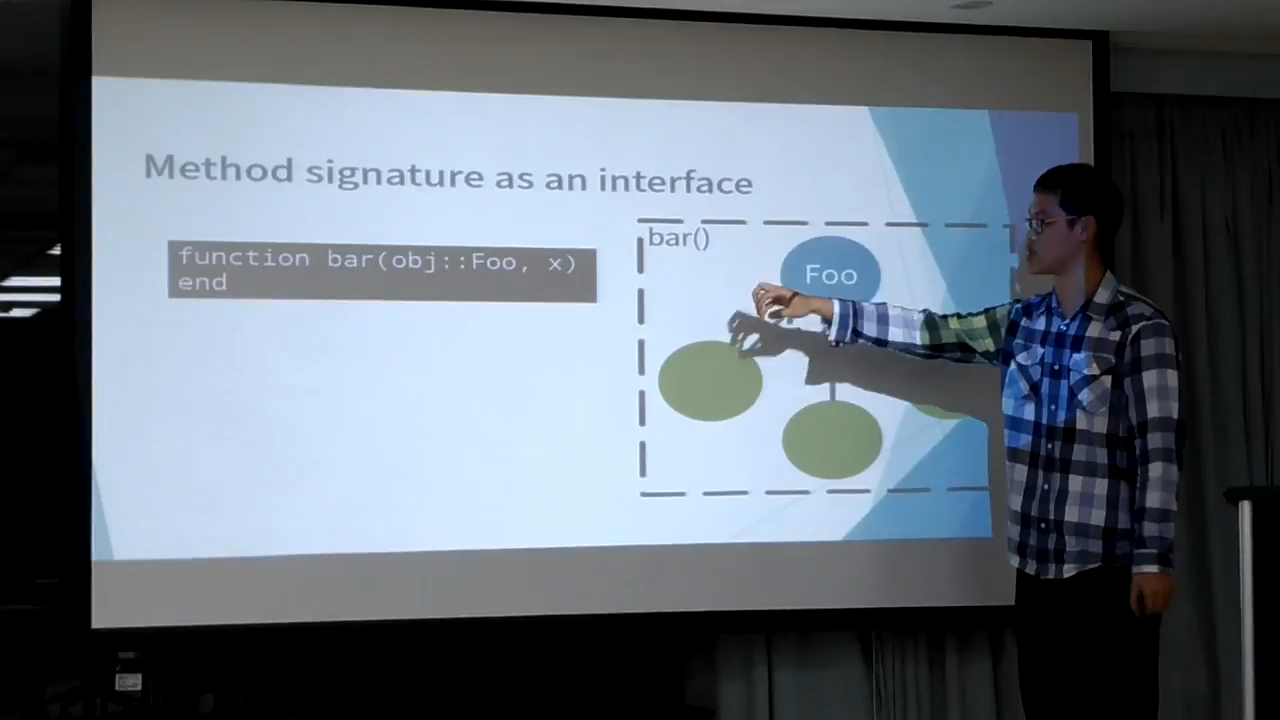 Method signature as an interface
function bar(obj::Foo, x)
end
bar()
Foo